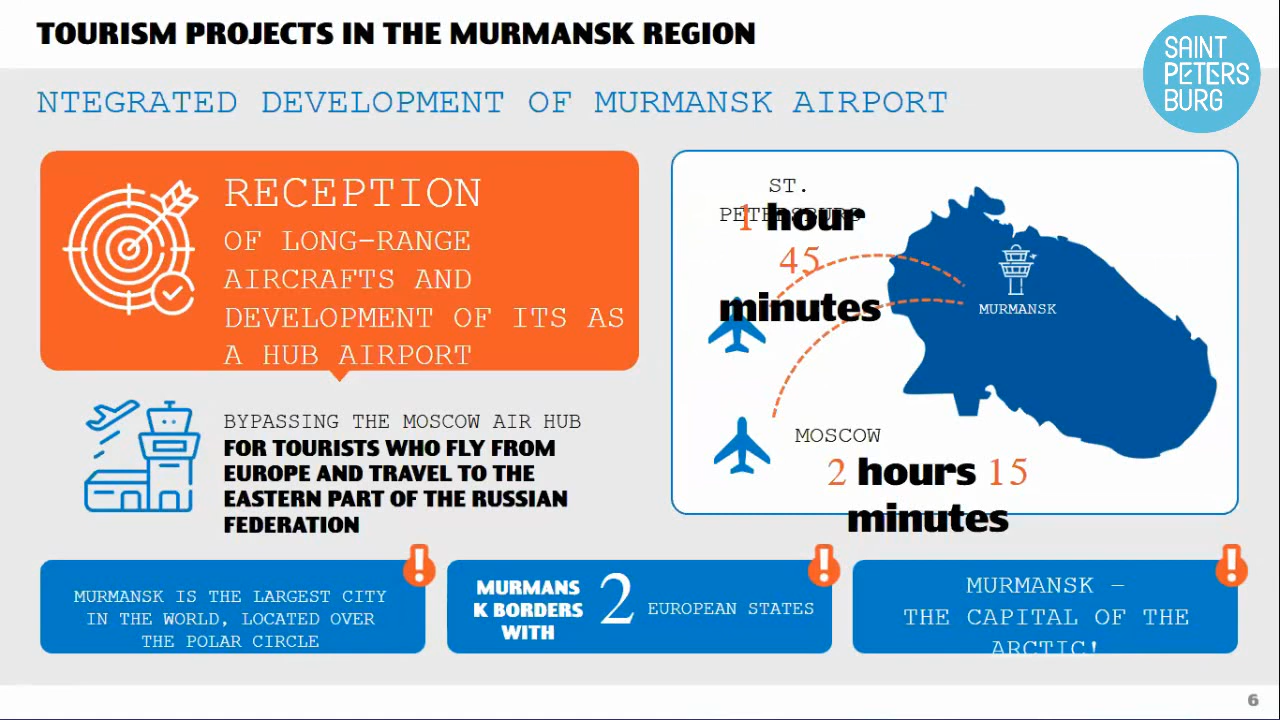 TOURISM PROJECTS IN THE MURMANSK REGION
SAINT
PETERS
BURG
NTEGRATED DEVELOPMENT OF MURMANSK AIRPORT
RECEPTION
OF LONG-RANGE
AIRCRAFTS AND
DEVELOPMENT OF ITS AS
A HUB AIRPORT
BYPASSING THE MOSCOW AIR HUB
FOR TOURISTS WHO FLY FROM
EUROPE AND TRAVEL TO THE
EASTERN PART OF THE RUSSIAN
FEDERATION
ST.
PETERSBURG
1 hour
45
minutes
MURMANSK
MOSCOW
2 hours 15
minutes
MURMANSK IS THE LARGEST CITY
IN THE WORLD, LOCATED OVER
THE POLAR CIRCLE
MURMANS
K BORDERS
WITH
2
EUROPEAN STATES
MURMANSK –
THE CAPITAL OF THE
ARCTIC!
6